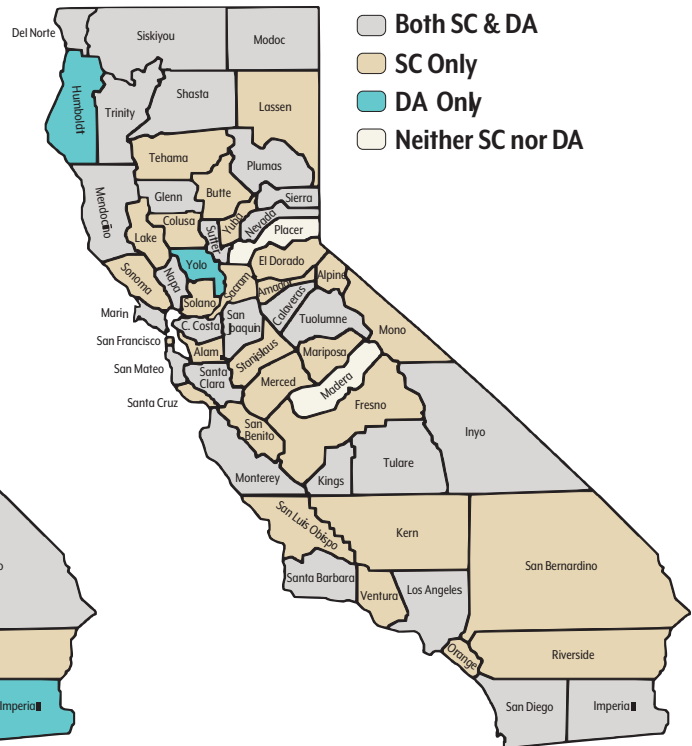 Both SC & DA
SC Only
DA Only
Neither SC nor DA
Del Norte
Siskiyou
Modoc
Humboldt
Trinity
Shasta
Lassen
Tehama
Plumas
Mendocino
Glenn
Butte
Sierra
Colusa
Lake
Sutter
Yuba
Nevada
Placer
Sonoma
Napa
Yolo
El Dorado
Sacram
Amador
Alpine
Solano
Marin
C. Costa
San Joaquin
Calaveras
Tuolumne
Mono
San Francisco
Alam
Stanislaus
Mariposa
San Mateo
Santa
Clara
Merced
Madera
Santa Cruz
Fresno
San
Benito
Inyo
Monterey
Kings
Tulare
San Luis Obispo
Kern
San Bernardino
Santa Barbara
Ventura
Los Angeles
Orange
Riverside
San Diego
Imperial
Imperial